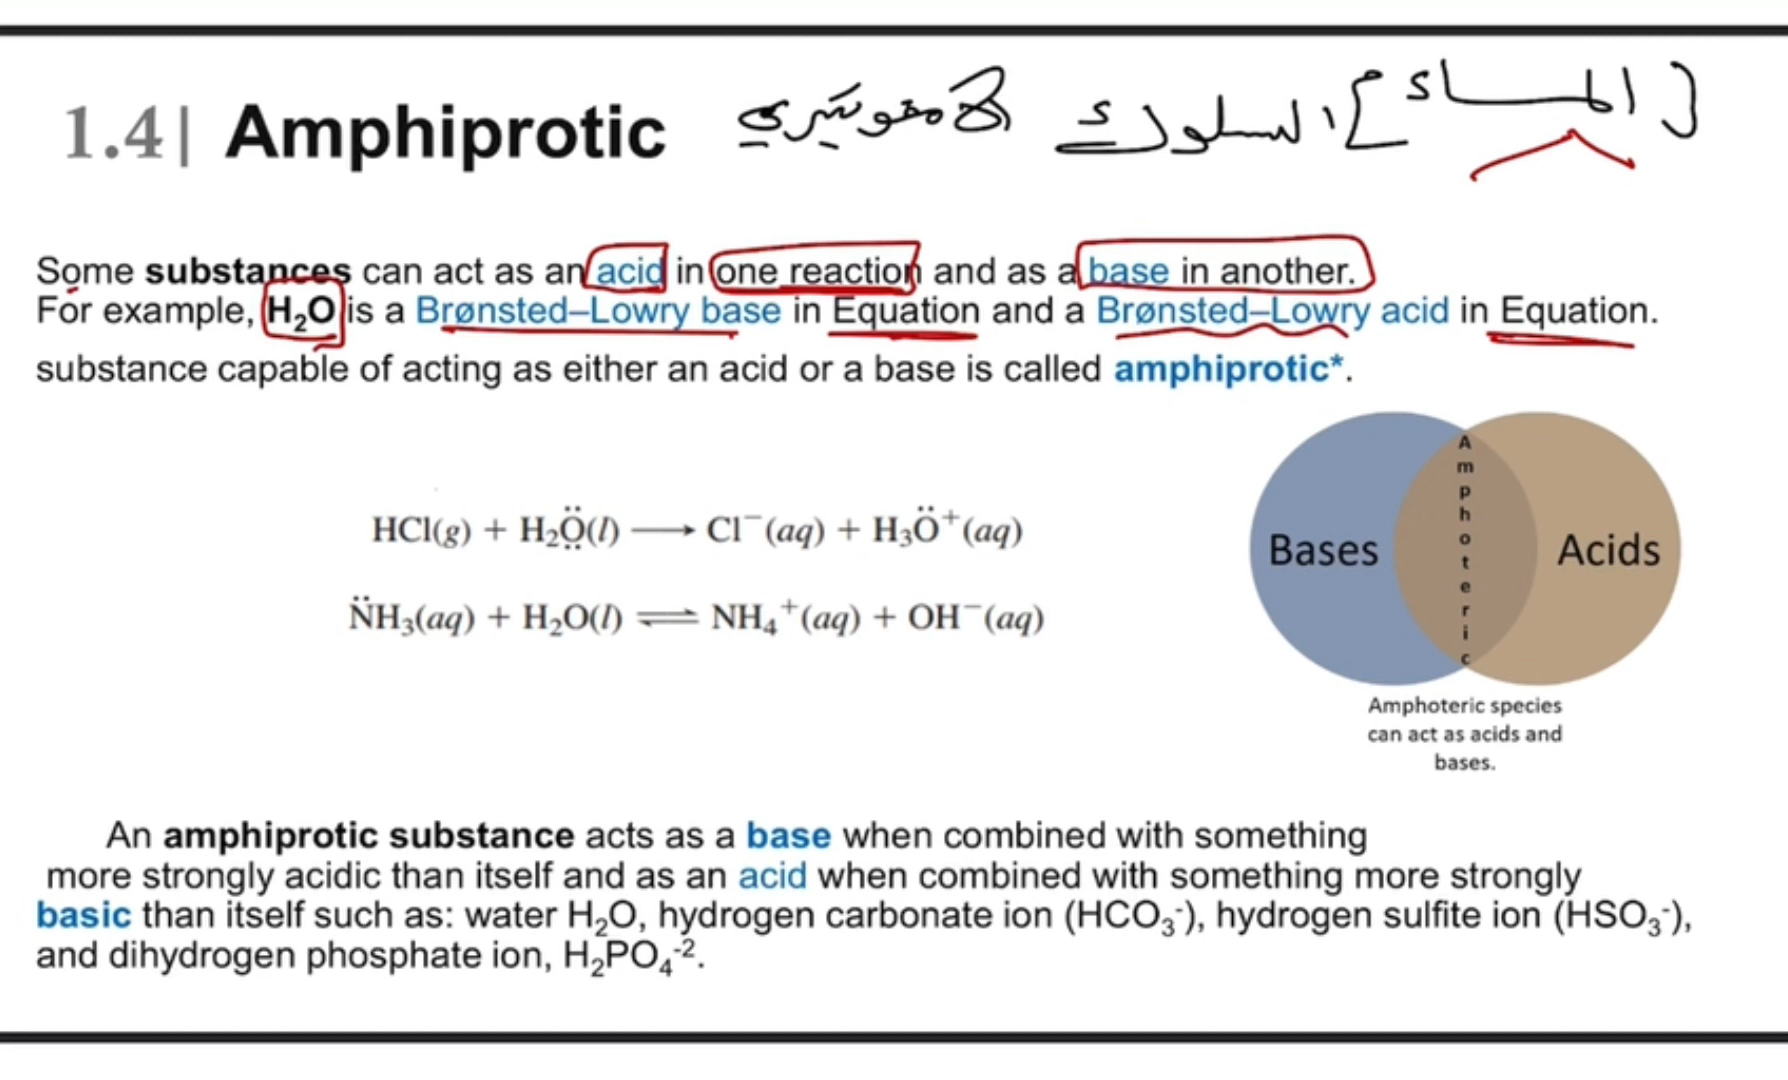 1.4| Amphiprotic السلوك الأمفوتيري [الماء]
Some substances can act as an acid in one reaction and as a base in another.
For example, H₂O is a Brønsted–Lowry base in Equation and a Brønsted–Lowry acid in Equation.
substance capable of acting as either an acid or a base is called amphiprotic*.
HCl(g) + H₂Ö(l) ⟶ Cl⁻(aq) + H₃Ö⁺(aq)
N̈H₃(aq) + H₂O(l) ⇌ NH₄⁺(aq) + OH⁻(aq)
Bases
Amphoteric
Acids
Amphoteric species
can act as acids and
bases.
An amphiprotic substance acts as a base when combined with something
more strongly acidic than itself and as an acid when combined with something more strongly
basic than itself such as: water H₂O, hydrogen carbonate ion (HCO₃⁻), hydrogen sulfite ion (HSO₃⁻),
and dihydrogen phosphate ion, H₂PO₄⁻².